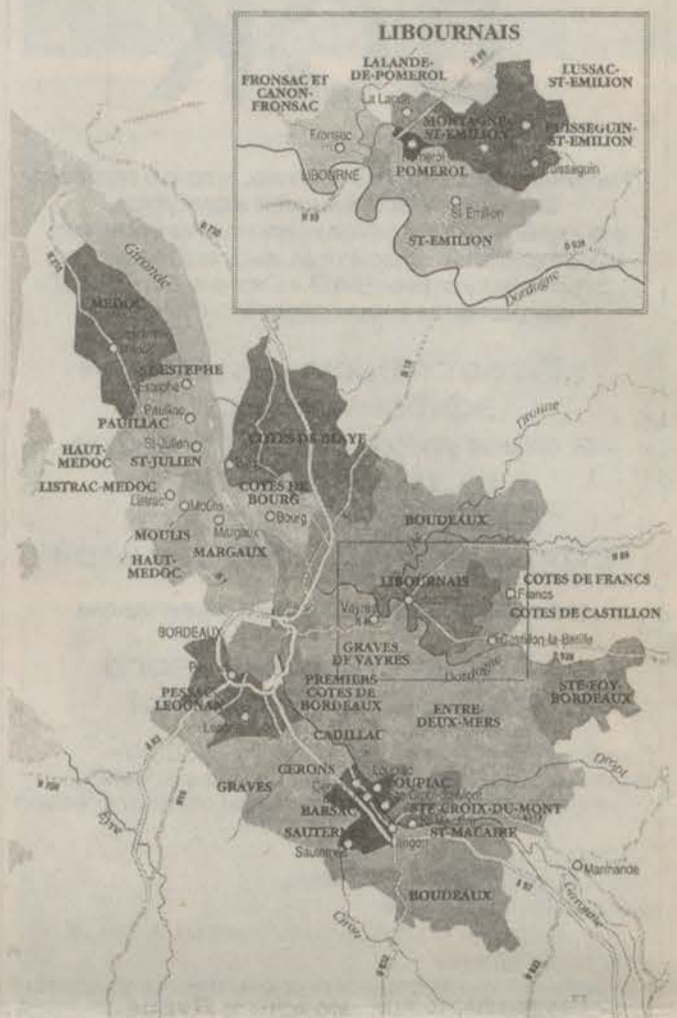 LIBOURNAIS
LALANDE-
DE-POMEROL
FRONSAC ET
CANON-
FRONSAC
LUSSAC-
ST-EMILION
La Lande
MONTAGNE-
ST-EMILION
PUISSEGUIN-
ST-EMILION
Fronsac
Pomerol
Puisseguin
LIBOURNE
POMEROL
St Emilion
ST-EMILION
Dordogne
Gironde
MEDOC
ST-ESTEPHE
Pauillac
PAUILLAC
St-Julien
HAUT-
MEDOC
ST-JULIEN
COTES DE BLAYE
Dronne
LISTRAC-MEDOC
Listrac
Moulis
COTES DE
BOURG
Bourg
MOULIS
Margaux
MARGAUX
HAUT-
MEDOC
BOUDEAUX
Isle
LIBOURNAIS
COTES DE FRANCS
Francs
COTES DE CASTILLON
Vayres
Castillon-la-Bataille
BORDEAUX
GRAVES
DE VAYRES
Dordogne
PESSAC
LEOGNAN
PREMIERS
COTES DE
BORDEAUX
ENTRE-
DEUX-MERS
STE-FOY-
BORDEAUX
CADILLAC
GRAVES
CERONS
Loupiac
LOUPIAC
Dropt
BARSAC
STE-CROIX-DU-MONT
ST-MACAIRE
SAUTERNES
Sauternes
Langon
Marmande
BOUDEAUX
Garonne
Ciron
Eyre